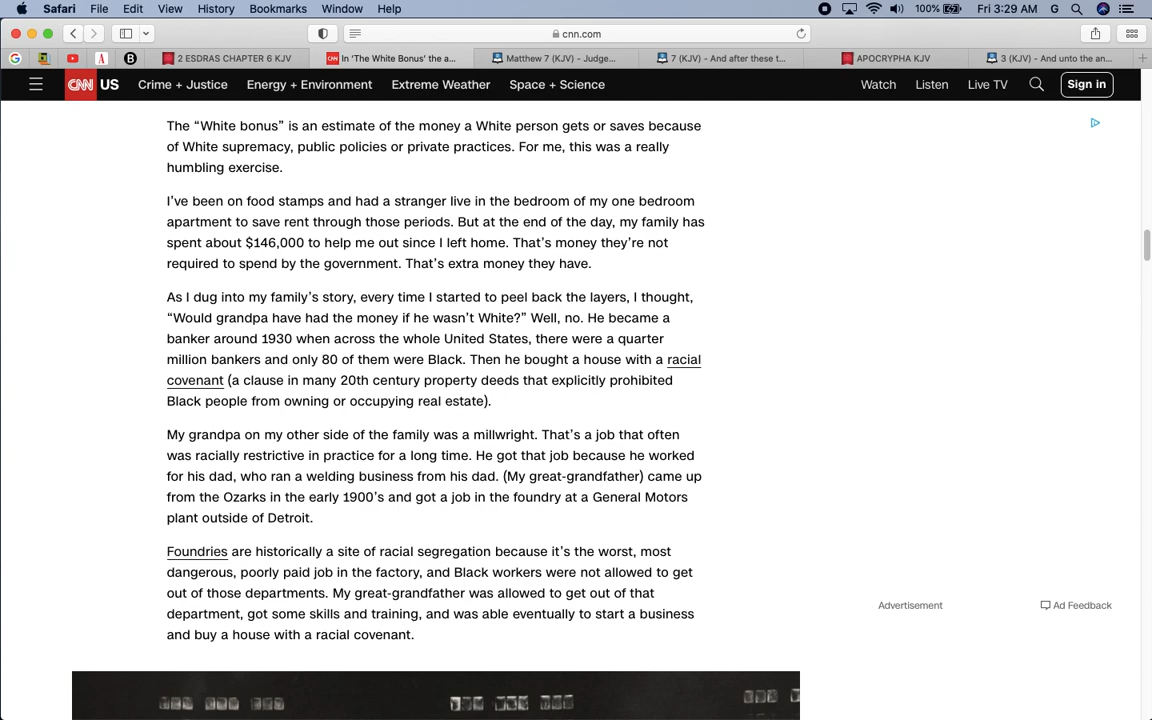 Safari File Edit View History Bookmarks Window Help 100% Fri 3:29 AM G
cnn.com
2 ESDRAS CHAPTER 6 KJV In 'The White Bonus' the a... Matthew 7 (KJV) - Judge... 7 (KJV) - And after these t... APOCRYPHA KJV 3 (KJV) - And unto the an...
CNN US Crime + Justice Energy + Environment Extreme Weather Space + Science Watch Listen Live TV Sign in
The “White bonus” is an estimate of the money a White person gets or saves because
of White supremacy, public policies or private practices. For me, this was a really
humbling exercise.
I’ve been on food stamps and had a stranger live in the bedroom of my one bedroom
apartment to save rent through those periods. But at the end of the day, my family has
spent about $146,000 to help me out since I left home. That’s money they’re not
required to spend by the government. That’s extra money they have.
As I dug into my family’s story, every time I started to peel back the layers, I thought,
“Would grandpa have had the money if he wasn’t White?” Well, no. He became a
banker around 1930 when across the whole United States, there were a quarter
million bankers and only 80 of them were Black. Then he bought a house with a racial
covenant (a clause in many 20th century property deeds that explicitly prohibited
Black people from owning or occupying real estate).
My grandpa on my other side of the family was a millwright. That’s a job that often
was racially restrictive in practice for a long time. He got that job because he worked
for his dad, who ran a welding business from his dad. (My great-grandfather) came up
from the Ozarks in the early 1900’s and got a job in the foundry at a General Motors
plant outside of Detroit.
Foundries are historically a site of racial segregation because it’s the worst, most
dangerous, poorly paid job in the factory, and Black workers were not allowed to get
out of those departments. My great-grandfather was allowed to get out of that
department, got some skills and training, and was able eventually to start a business
and buy a house with a racial covenant.
Advertisement Ad Feedback